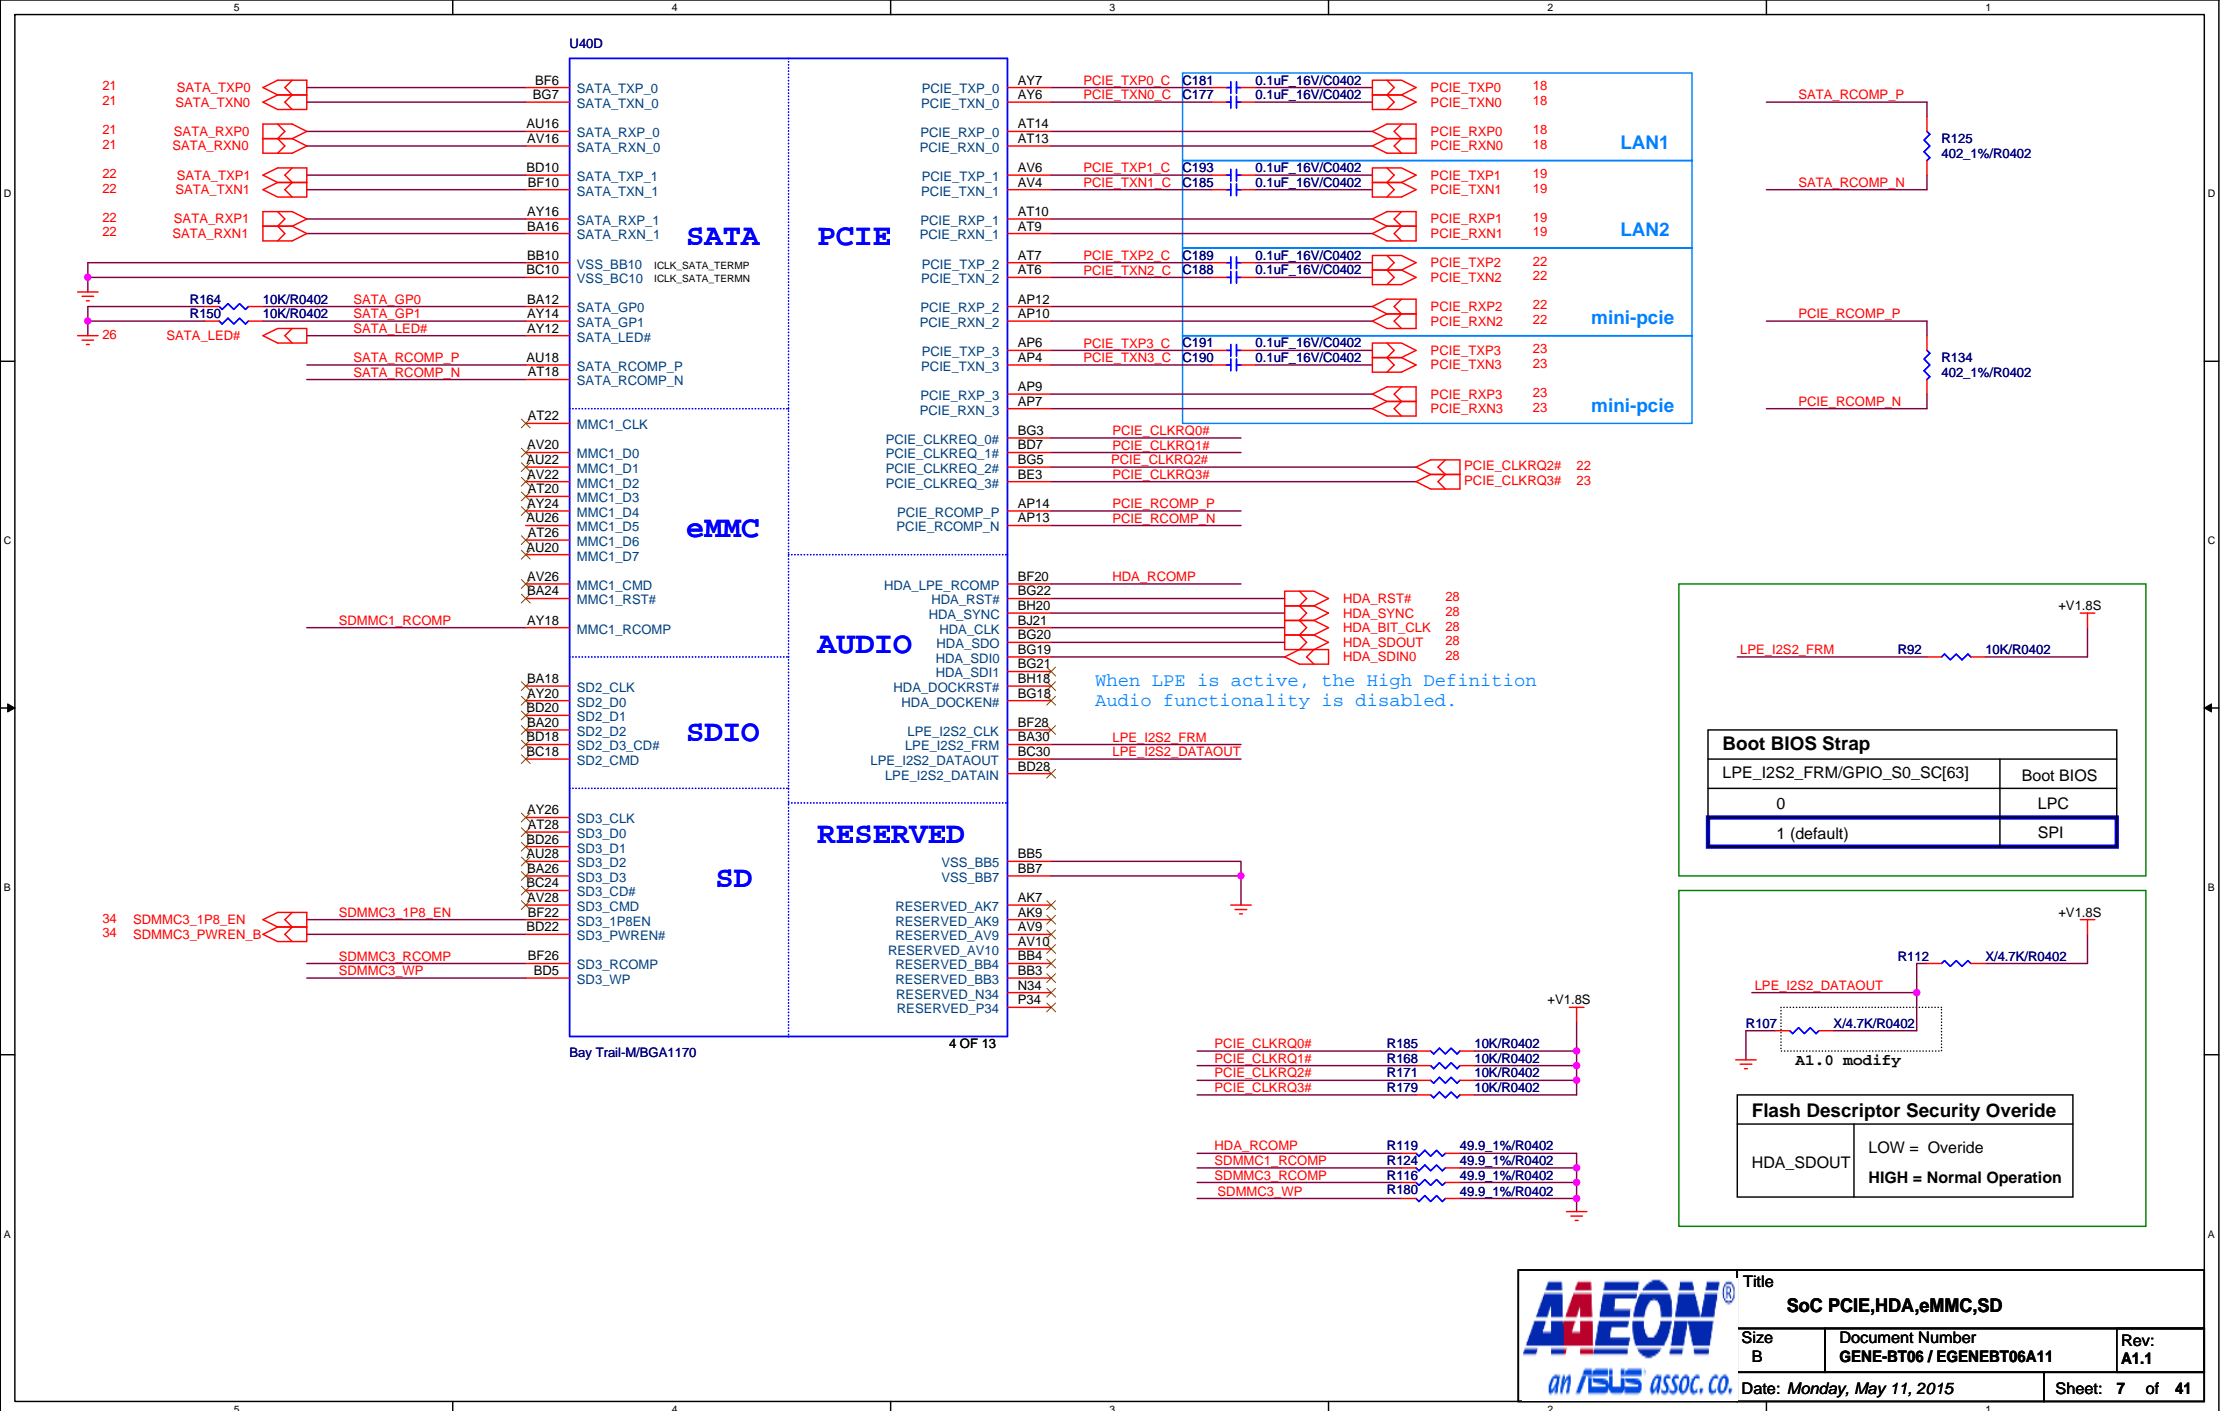 5 4 3 2 1
D
C
B
A
U40D
21 SATA_TXP0 BF6 SATA_TXP_0
21 SATA_TXN0 BG7 SATA_TXN_0
21 SATA_RXP0 AU16 SATA_RXP_0
21 SATA_RXN0 AV16 SATA_RXN_0
22 SATA_TXP1 BD10 SATA_TXP_1
22 SATA_TXN1 BF10 SATA_TXN_1
22 SATA_RXP1 AY16 SATA_RXP_1
22 SATA_RXN1 BA16 SATA_RXN_1
SATA
BB10 VSS_BB10 ICLK_SATA_TERMP
BC10 VSS_BC10 ICLK_SATA_TERMN
R164 10K/R0402 SATA_GP0 BA12 SATA_GP0
R150 10K/R0402 SATA_GP1 AY14 SATA_GP1
26 SATA_LED# SATA_LED# AY12 SATA_LED#
SATA_RCOMP_P AU18 SATA_RCOMP_P
SATA_RCOMP_N AT18 SATA_RCOMP_N
AT22 MMC1_CLK
AV20 MMC1_D0
AU22 MMC1_D1
AV22 MMC1_D2
AT20 MMC1_D3
AY24 MMC1_D4
AU26 MMC1_D5
AT26 MMC1_D6
AU20 MMC1_D7
eMMC
AV26 MMC1_CMD
BA24 MMC1_RST#
SDMMC1_RCOMP AY18 MMC1_RCOMP
BA18 SD2_CLK
AY20 SD2_D0
BD20 SD2_D1
BA20 SD2_D2
BD18 SD2_D3_CD#
BC18 SD2_CMD
SDIO
AY26 SD3_CLK
AT28 SD3_D0
BD26 SD3_D1
AU28 SD3_D2
BA26 SD3_D3
BC24 SD3_CD#
AV28 SD3_CMD
SD
34 SDMMC3_1P8_EN SDMMC3_1P8_EN BF22 SD3_1P8EN
34 SDMMC3_PWREN_B BD22 SD3_PWREN#
SDMMC3_RCOMP BF26 SD3_RCOMP
SDMMC3_WP BD5 SD3_WP
Bay Trail-M/BGA1170
4 OF 13
PCIE
PCIE_TXP_0 AY7 PCIE_TXP0_C C181 0.1uF_16V/C0402 PCIE_TXP0 18
PCIE_TXN_0 AY6 PCIE_TXN0_C C177 0.1uF_16V/C0402 PCIE_TXN0 18
PCIE_RXP_0 AT14 PCIE_RXP0 18
PCIE_RXN_0 AT13 PCIE_RXN0 18
LAN1
PCIE_TXP_1 AV6 PCIE_TXP1_C C193 0.1uF_16V/C0402 PCIE_TXP1 19
PCIE_TXN_1 AV4 PCIE_TXN1_C C185 0.1uF_16V/C0402 PCIE_TXN1 19
PCIE_RXP_1 AT10 PCIE_RXP1 19
PCIE_RXN_1 AT9 PCIE_RXN1 19
LAN2
PCIE_TXP_2 AT7 PCIE_TXP2_C C189 0.1uF_16V/C0402 PCIE_TXP2 22
PCIE_TXN_2 AT6 PCIE_TXN2_C C188 0.1uF_16V/C0402 PCIE_TXN2 22
PCIE_RXP_2 AP12 PCIE_RXP2 22
PCIE_RXN_2 AP10 PCIE_RXN2 22
mini-pcie
PCIE_TXP_3 AP6 PCIE_TXP3_C C191 0.1uF_16V/C0402 PCIE_TXP3 23
PCIE_TXN_3 AP4 PCIE_TXN3_C C190 0.1uF_16V/C0402 PCIE_TXN3 23
PCIE_RXP_3 AP9 PCIE_RXP3 23
PCIE_RXN_3 AP7 PCIE_RXN3 23
mini-pcie
PCIE_CLKREQ_0# BG3 PCIE_CLKRQ0#
PCIE_CLKREQ_1# BD7 PCIE_CLKRQ1#
PCIE_CLKREQ_2# BG5 PCIE_CLKRQ2# PCIE_CLKRQ2# 22
PCIE_CLKREQ_3# BE3 PCIE_CLKRQ3# PCIE_CLKRQ3# 23
PCIE_RCOMP_P AP14 PCIE_RCOMP_P
PCIE_RCOMP_N AP13 PCIE_RCOMP_N
AUDIO
HDA_LPE_RCOMP BF20 HDA_RCOMP
HDA_RST# BG22 HDA_RST# 28
HDA_SYNC BH20 HDA_SYNC 28
HDA_CLK BJ21 HDA_BIT_CLK 28
HDA_SDO BG20 HDA_SDOUT 28
HDA_SDI0 BG19 HDA_SDIN0 28
HDA_SDI1 BG21
HDA_DOCKRST# BH18
HDA_DOCKEN# BG18
When LPE is active, the High Definition
Audio functionality is disabled.
LPE_I2S2_CLK BF28
LPE_I2S2_FRM BA30 LPE_I2S2_FRM
LPE_I2S2_DATAOUT BC30 LPE_I2S2_DATAOUT
LPE_I2S2_DATAIN BD28
RESERVED
VSS_BB5 BB5
VSS_BB7 BB7
RESERVED_AK7 AK7
RESERVED_AK9 AK9
RESERVED_AV9 AV9
RESERVED_AV10 AV10
RESERVED_BB4 BB4
RESERVED_BB3 BB3
RESERVED_N34 N34
RESERVED_P34 P34
SATA_RCOMP_P
R125
402_1%/R0402
SATA_RCOMP_N
PCIE_RCOMP_P
R134
402_1%/R0402
PCIE_RCOMP_N
+V1.8S
LPE_I2S2_FRM R92 10K/R0402
Boot BIOS Strap
LPE_I2S2_FRM/GPIO_S0_SC[63] Boot BIOS
0 LPC
1 (default) SPI
+V1.8S
R112 X/4.7K/R0402
LPE_I2S2_DATAOUT
R107 X/4.7K/R0402
A1.0 modify
Flash Descriptor Security Overide
HDA_SDOUT
LOW = Overide
HIGH = Normal Operation
+V1.8S
PCIE_CLKRQ0# R185 10K/R0402
PCIE_CLKRQ1# R168 10K/R0402
PCIE_CLKRQ2# R171 10K/R0402
PCIE_CLKRQ3# R179 10K/R0402
HDA_RCOMP R119 49.9_1%/R0402
SDMMC1_RCOMP R124 49.9_1%/R0402
SDMMC3_RCOMP R116 49.9_1%/R0402
SDMMC3_WP R180 49.9_1%/R0402
AAEON®
an ASUS assoc. co.
Title
SoC PCIE,HDA,eMMC,SD
Size
B
Document Number
GENE-BT06 / EGENEBT06A11
Rev:
A1.1
Date: Monday, May 11, 2015
Sheet: 7 of 41
D
C
B
A
5 4 3 2 1